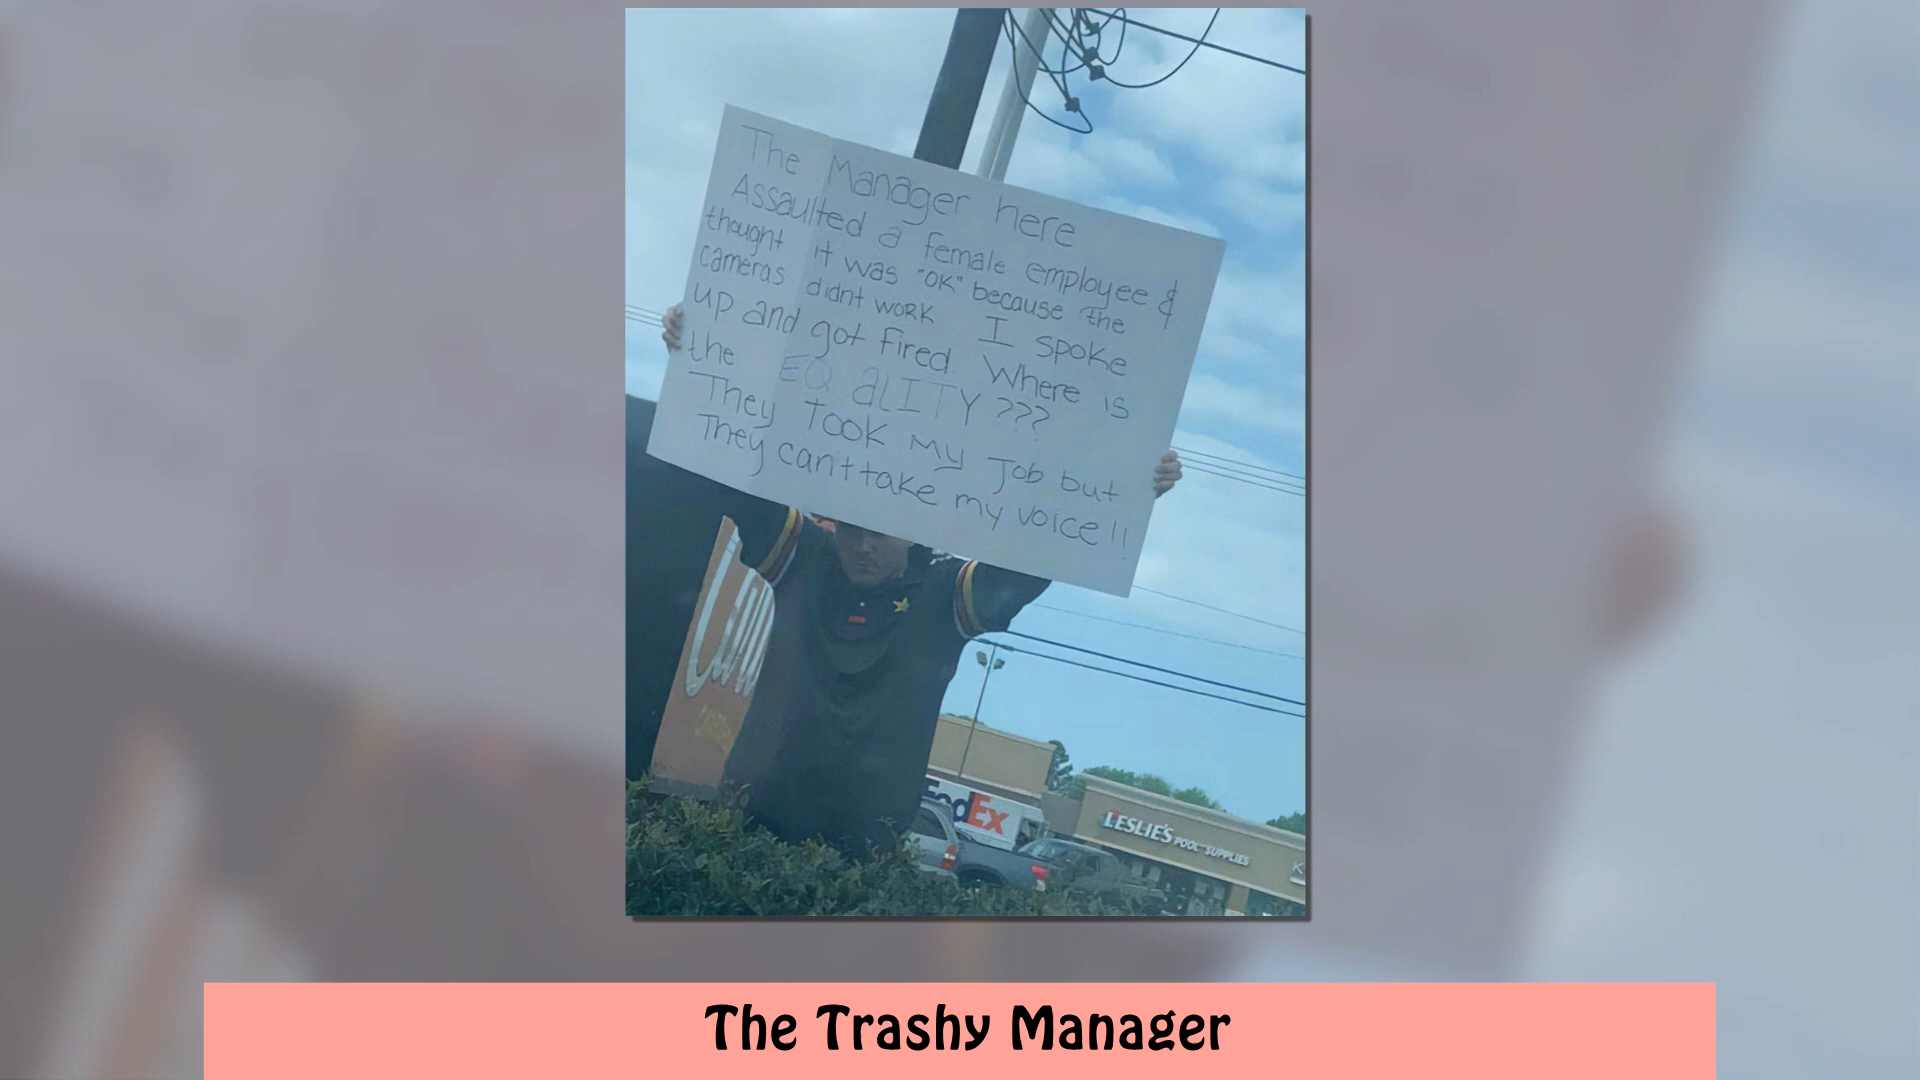 The Manager here
Assaulted a female employee &
thought it was "OK" because the
cameras didnt work I spoke
up and got fired. Where is
the EQUALITY???
They Took My Job but
They can't take my voice!!
FedEx
LESLIE'S POOL SUPPLIES
K
The Trashy Manager